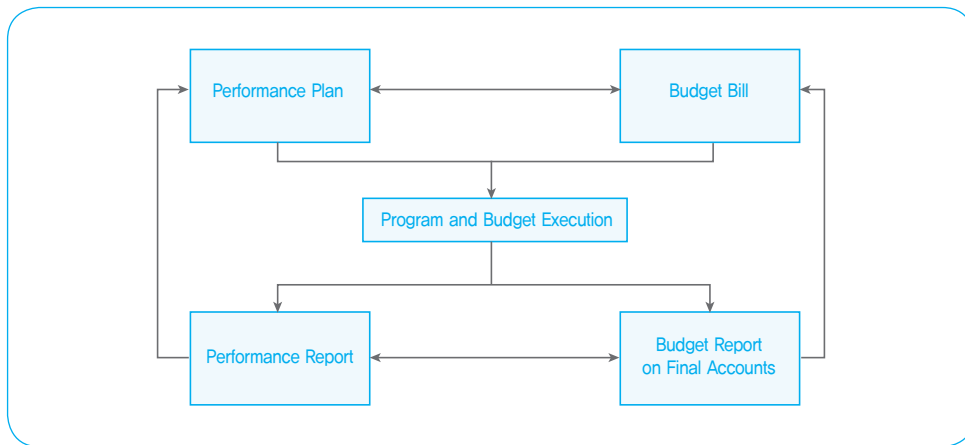 Performance Plan
Budget Bill
Program and Budget Execution
Performance Report
Budget Report
on Final Accounts